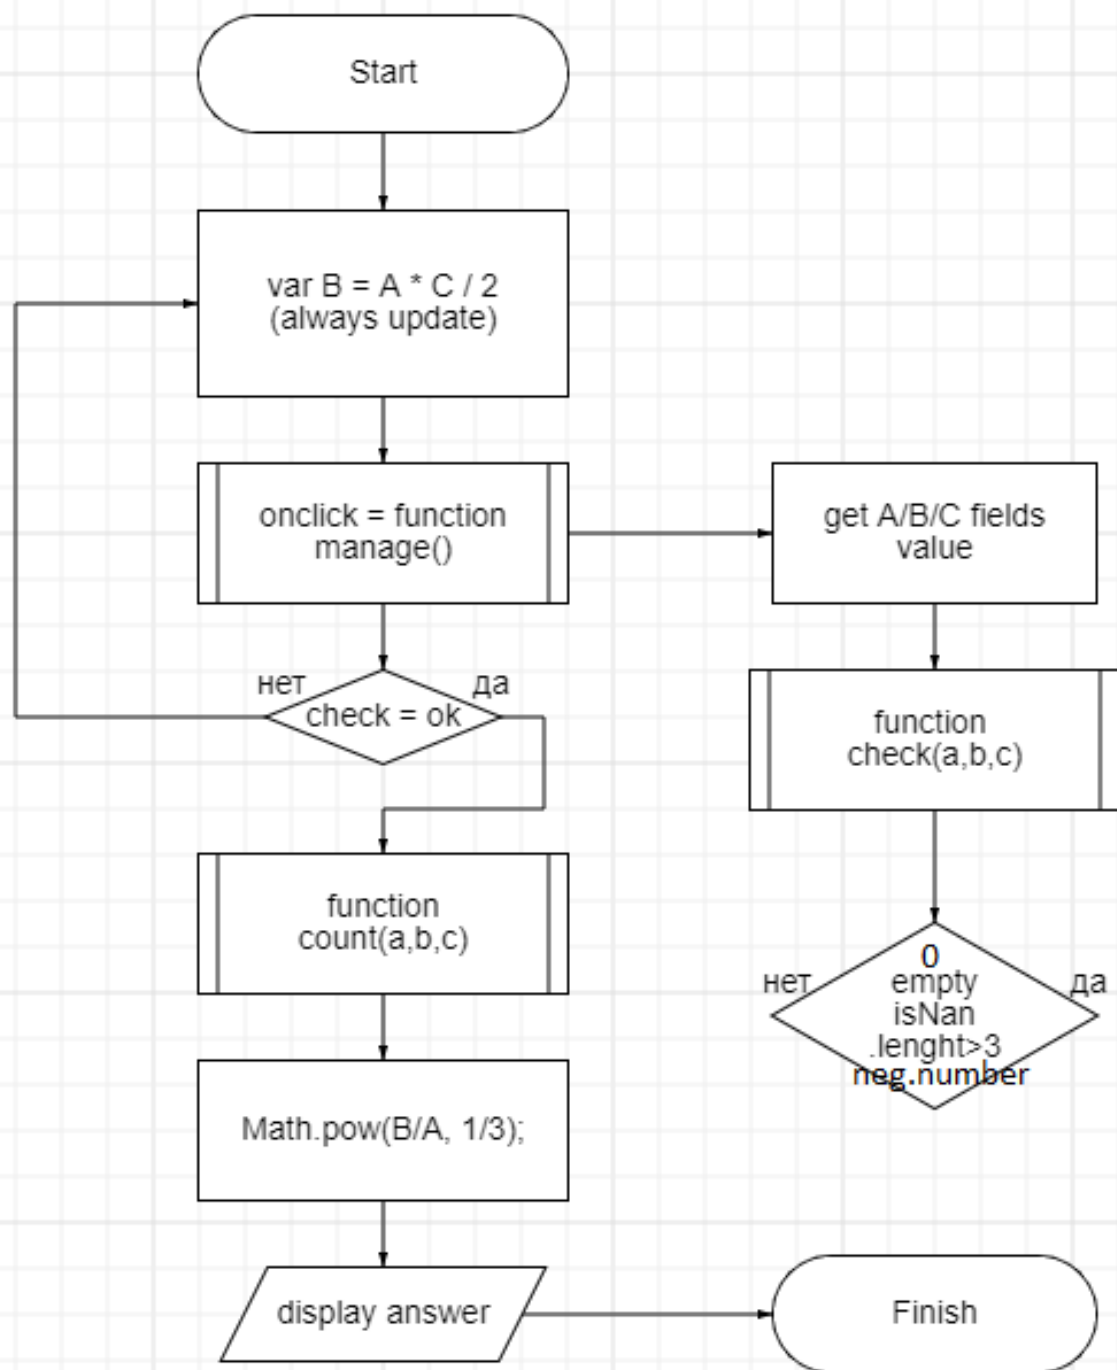 Start
var B = A * C / 2
(always update)
onclick = function
manage()
get A/B/C fields
value
нет
да
check = ok
function
check(a,b,c)
function
count(a,b,c)
0
нет
empty
да
isNan
.lenght>3
neg.number
Math.pow(B/A, 1/3);
display answer
Finish